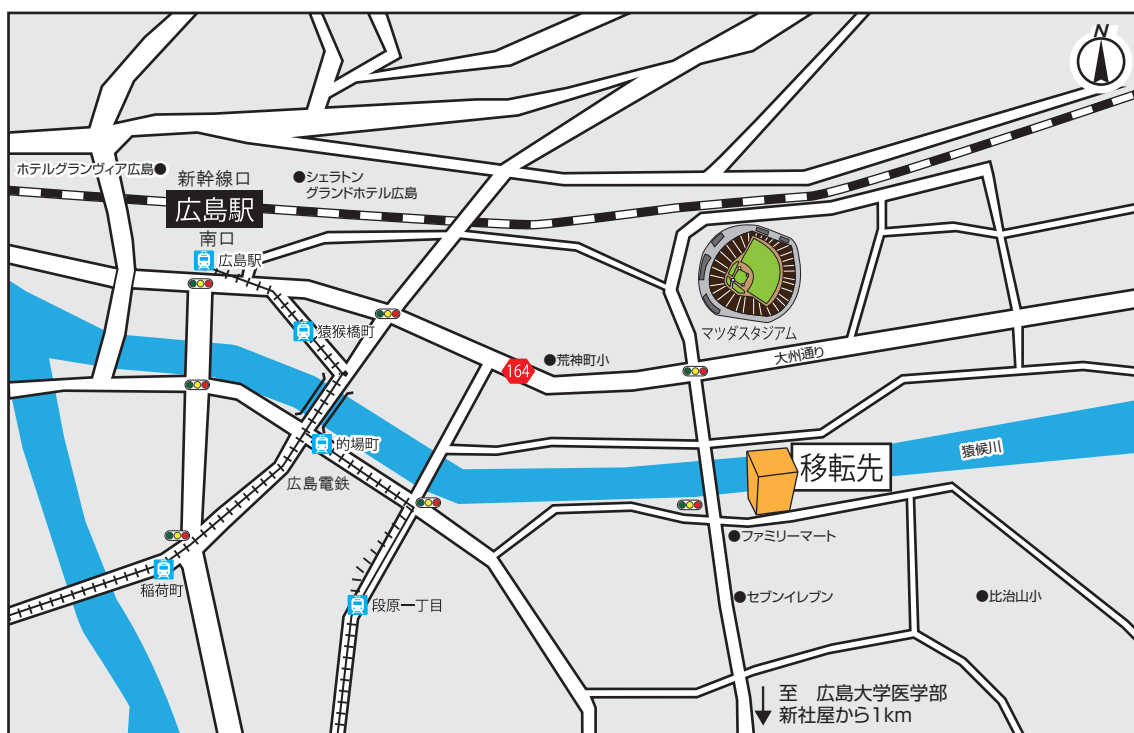 N
ホテルグランヴィア広島●
新幹線口
●シェラトン
グランドホテル広島
広島駅
南口
広島駅
猿猴橋町
マツダスタジアム
大州通り
●荒神町小
164
的場町
猿候川
移転先
広島電鉄
●ファミリーマート
稲荷町
段原一丁目
●セブンイレブン
●比治山小
至 広島大学医学部
新社屋から1km